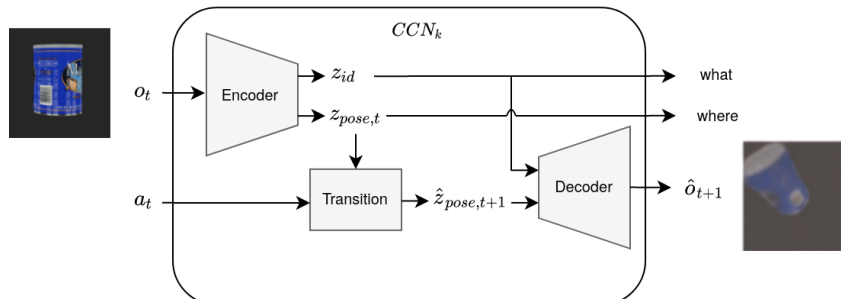 CCN_k
z_id
what
o_t
Encoder
z_pose,t
where
Decoder
ô_t+1
a_t
Transition
ẑ_pose,t+1